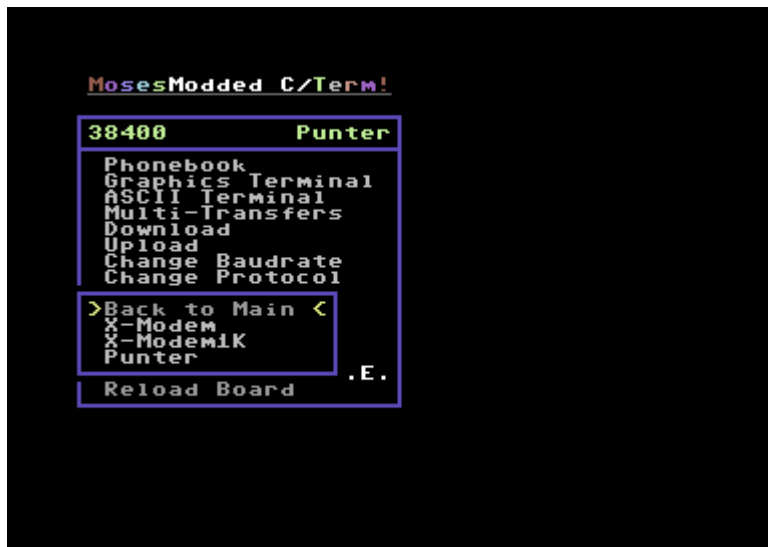 MosesModded C/Term!
38400 Punter
Phonebook
Graphics Terminal
ASCII Terminal
Multi-Transfers
Download
Upload
Change Baudrate
Change Protocol
>Back to Main <
X-Modem
X-Modem1K
Punter
.E.
Reload Board